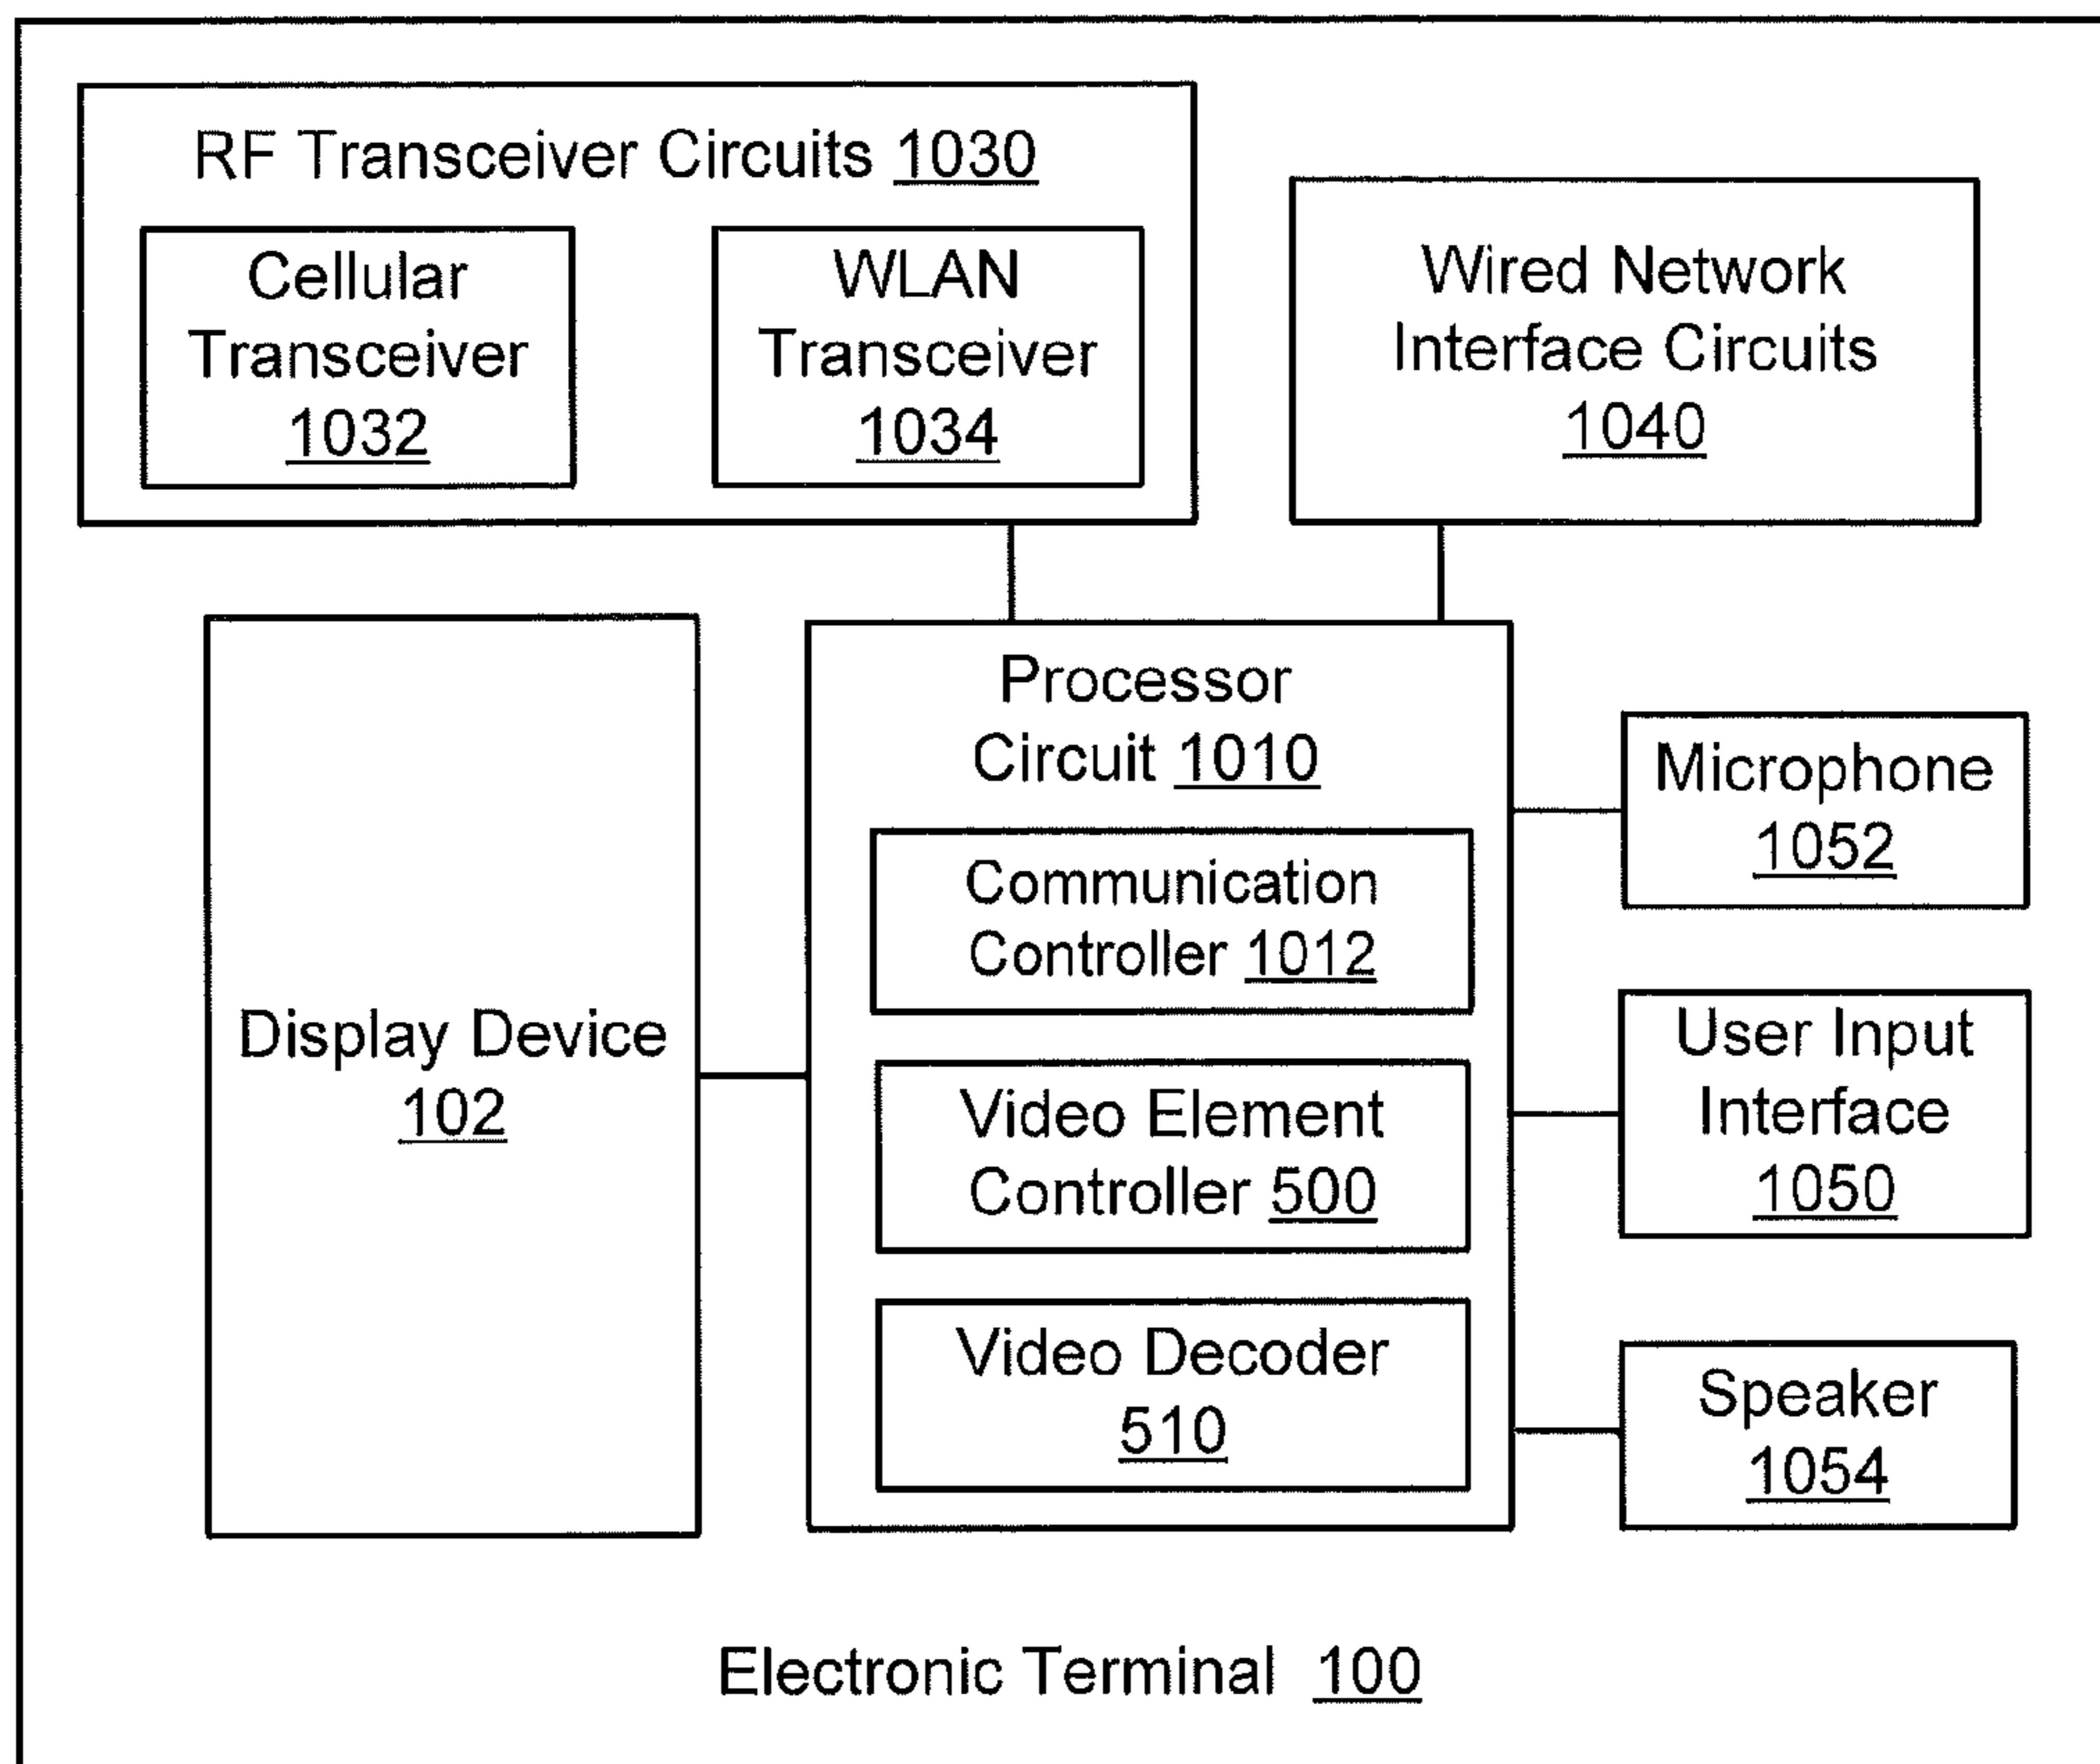 RF Transceiver Circuits 1030
Cellular
Transceiver
1032
WLAN
Transceiver
1034
Wired Network
Interface Circuits
1040
Display Device
102
Processor
Circuit 1010
Communication
Controller 1012
Video Element
Controller 500
Video Decoder
510
Microphone
1052
User Input
Interface
1050
Speaker
1054
Electronic Terminal 100